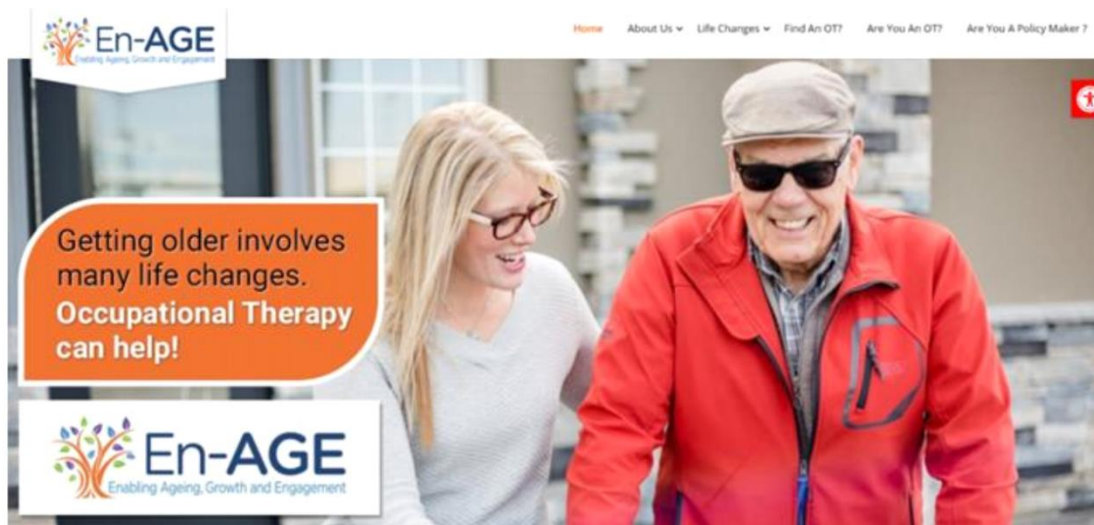 En-AGE
Enabling Ageing, Growth and Engagement
Home About Us Life Changes Find An OT? Are You An OT? Are You A Policy Maker ?
Getting older involves
many life changes.
Occupational Therapy
can help!
En-AGE
Enabling Ageing, Growth and Engagement